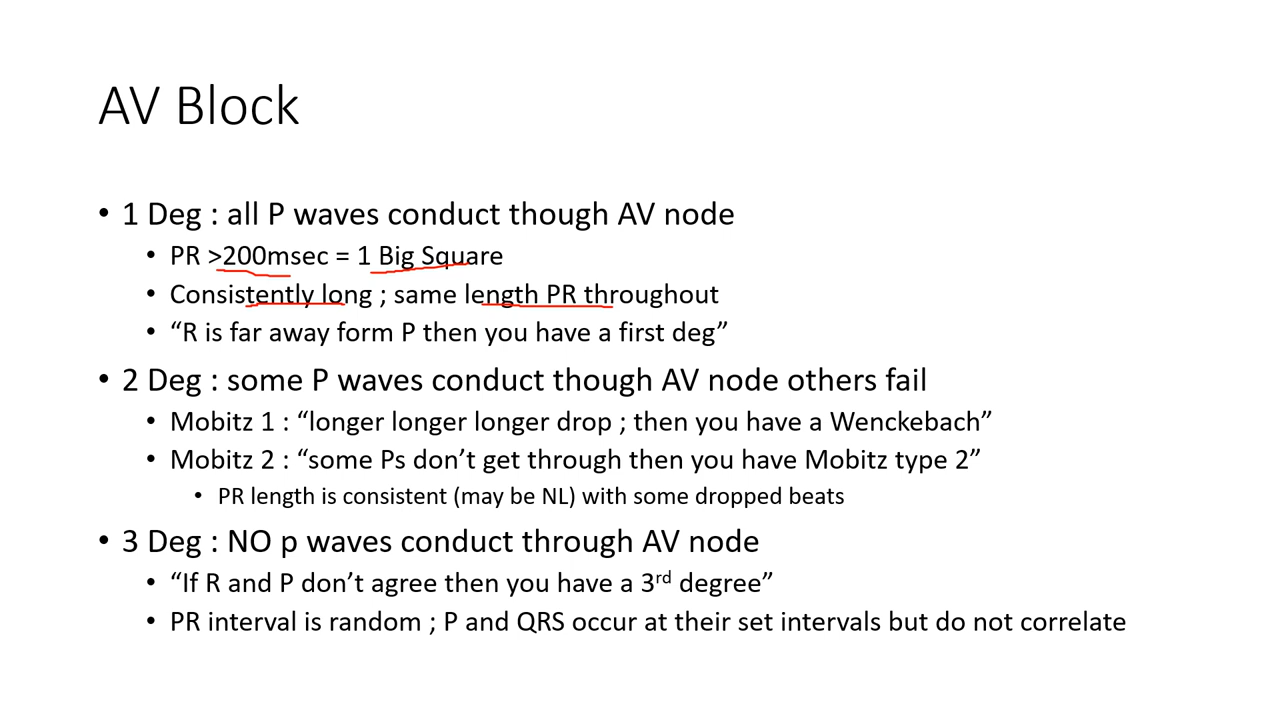 AV Block
• 1 Deg : all P waves conduct though AV node
• PR >200msec = 1 Big Square
• Consistently long ; same length PR throughout
• “R is far away form P then you have a first deg”
• 2 Deg : some P waves conduct though AV node others fail
• Mobitz 1 : “longer longer longer drop ; then you have a Wenckebach”
• Mobitz 2 : “some Ps don’t get through then you have Mobitz type 2”
• PR length is consistent (may be NL) with some dropped beats
• 3 Deg : NO p waves conduct through AV node
• “If R and P don’t agree then you have a 3rd degree”
• PR interval is random ; P and QRS occur at their set intervals but do not correlate